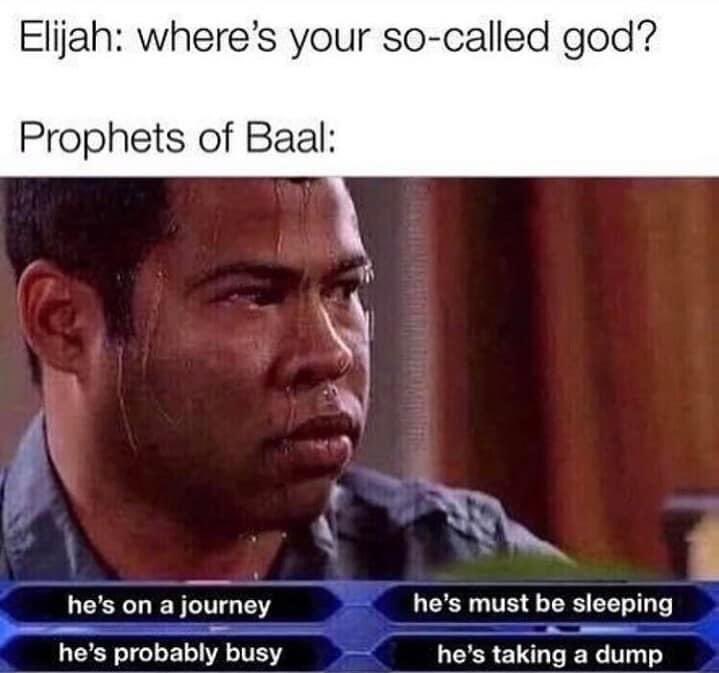 Elijah: where's your so-called god?
Prophets of Baal:
he's on a journey
he's must be sleeping
he's probably busy
he's taking a dump